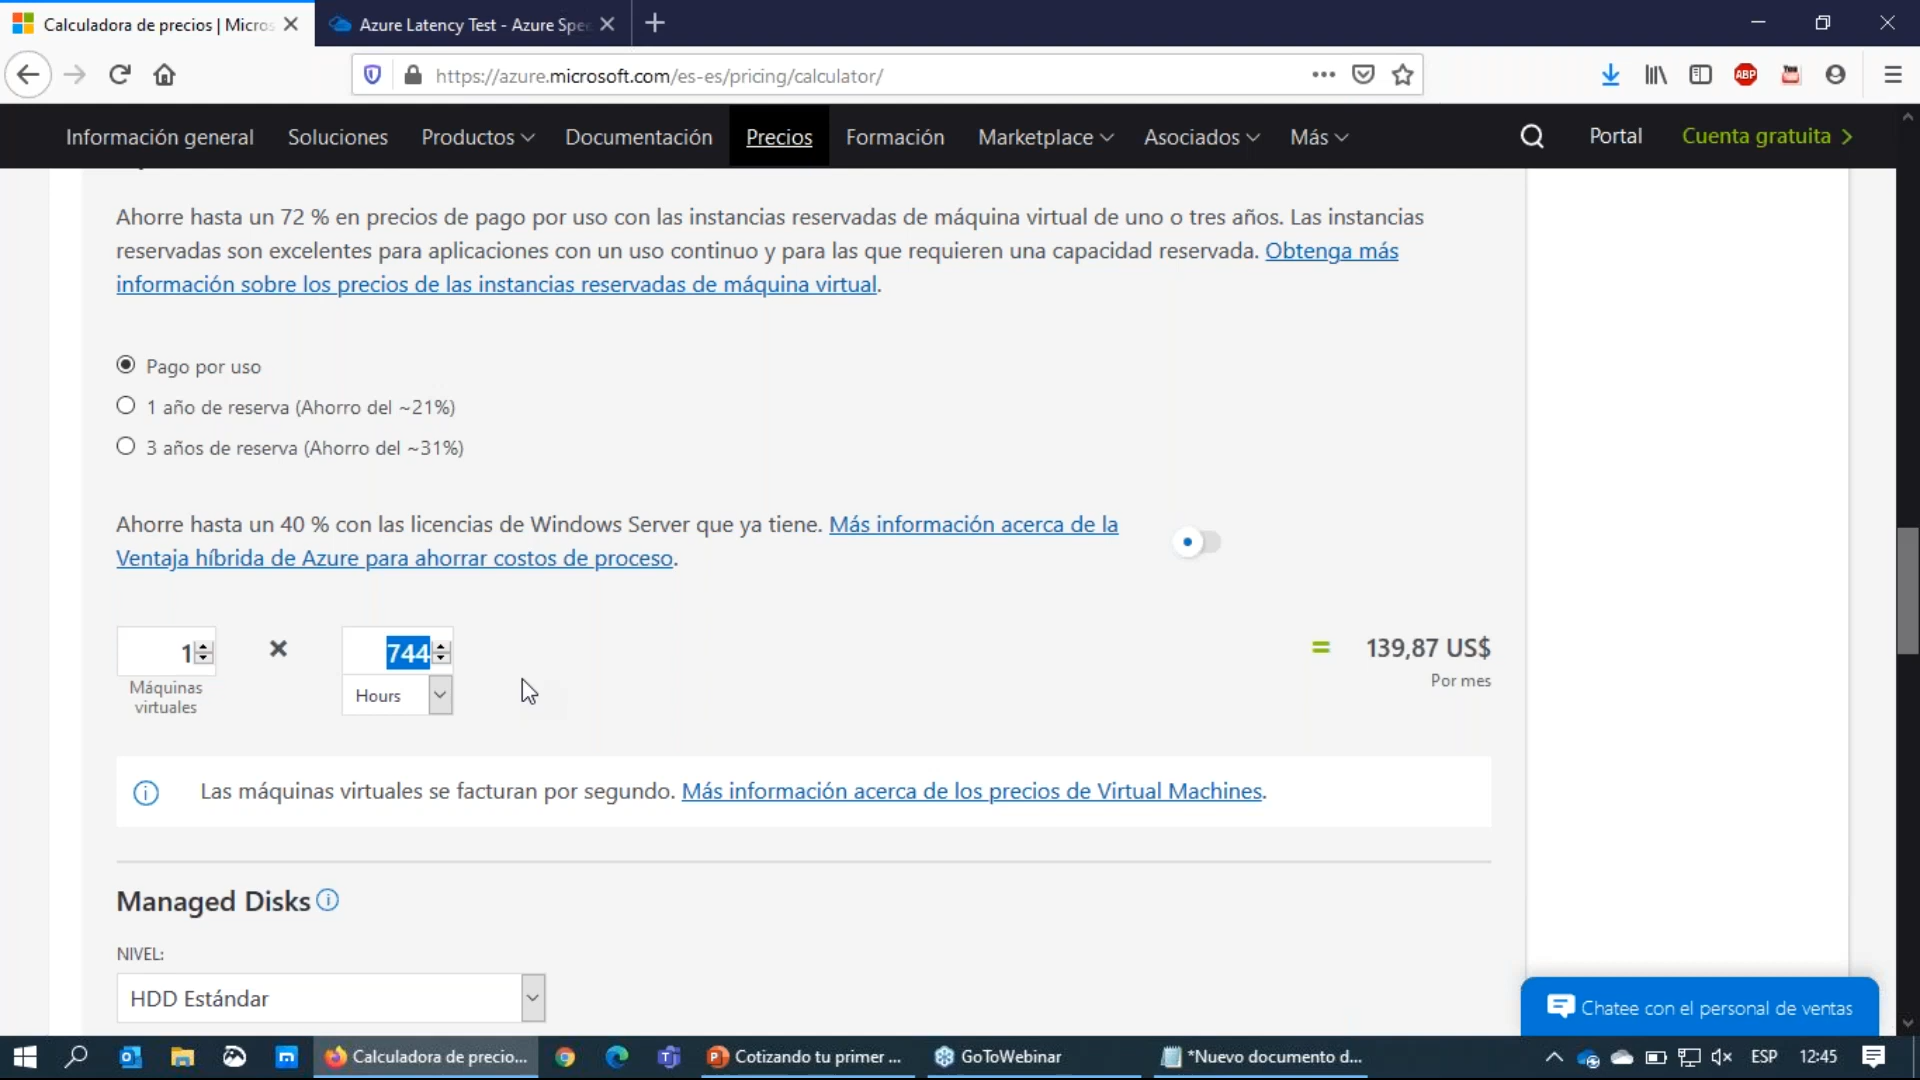 Calculadora de precios | Micros
Azure Latency Test - Azure Spe
https://azure.microsoft.com/es-es/pricing/calculator/
ABP
Información general
Soluciones
Productos
Documentación
Precios
Formación
Marketplace
Asociados
Más
Portal
Cuenta gratuita
Ahorre hasta un 72 % en precios de pago por uso con las instancias reservadas de máquina virtual de uno o tres años. Las instancias
reservadas son excelentes para aplicaciones con un uso continuo y para las que requieren una capacidad reservada. Obtenga más
información sobre los precios de las instancias reservadas de máquina virtual.
Pago por uso
1 año de reserva (Ahorro del ~21%)
3 años de reserva (Ahorro del ~31%)
Ahorre hasta un 40 % con las licencias de Windows Server que ya tiene. Más información acerca de la
Ventaja híbrida de Azure para ahorrar costos de proceso.
1
744
= 139,87 US$
Por mes
Máquinas
virtuales
Hours
Las máquinas virtuales se facturan por segundo. Más información acerca de los precios de Virtual Machines.
Managed Disks
NIVEL:
HDD Estándar
Chatee con el personal de ventas
Calculadora de precio...
Cotizando tu primer ...
GoToWebinar
*Nuevo documento d...
ESP
12:45